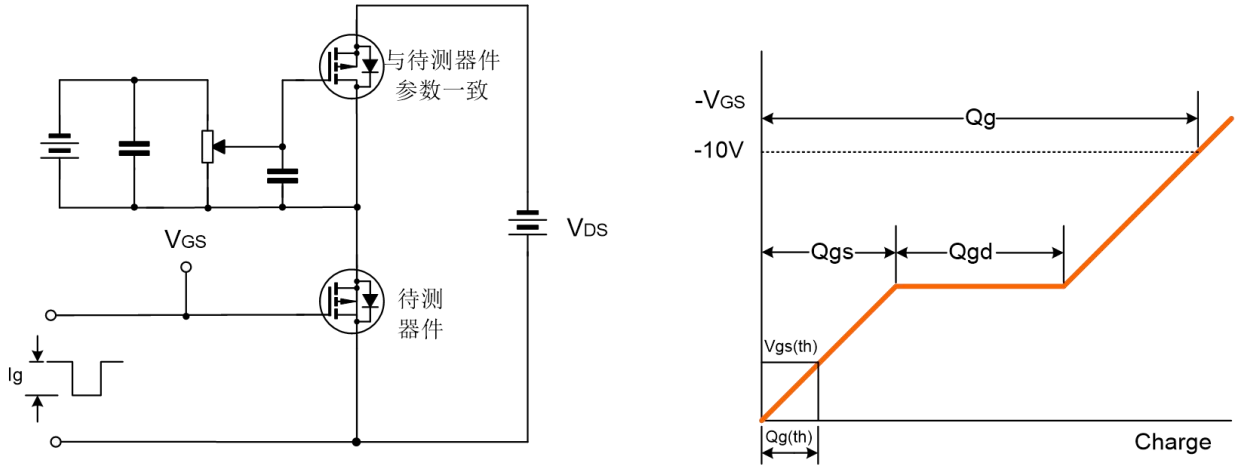 与待测器件
参数一致
VGS
VDS
待测
器件
Ig
-VGS
Qg
-10V
Qgs
Qgd
Vgs(th)
Qg(th)
Charge